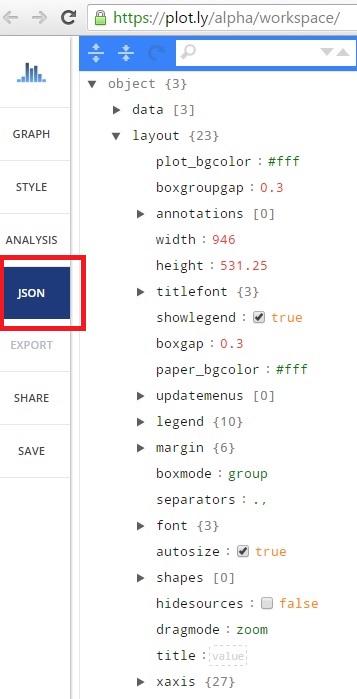 https://plot.ly/alpha/workspace/
object {3}
data [3]
layout {23}
GRAPH
plot_bgcolor : #fff
boxgroupgap : 0.3
STYLE
annotations [0]
ANALYSIS
width : 946
height : 531.25
JSON
titlefont {3}
showlegend : true
EXPORT
boxgap : 0.3
paper_bgcolor : #fff
SHARE
updatemenus [0]
legend {10}
SAVE
margin {6}
boxmode : group
separators : .,
font {3}
autosize : true
shapes [0]
hidesources : false
dragmode : zoom
title : value
xaxis {27}